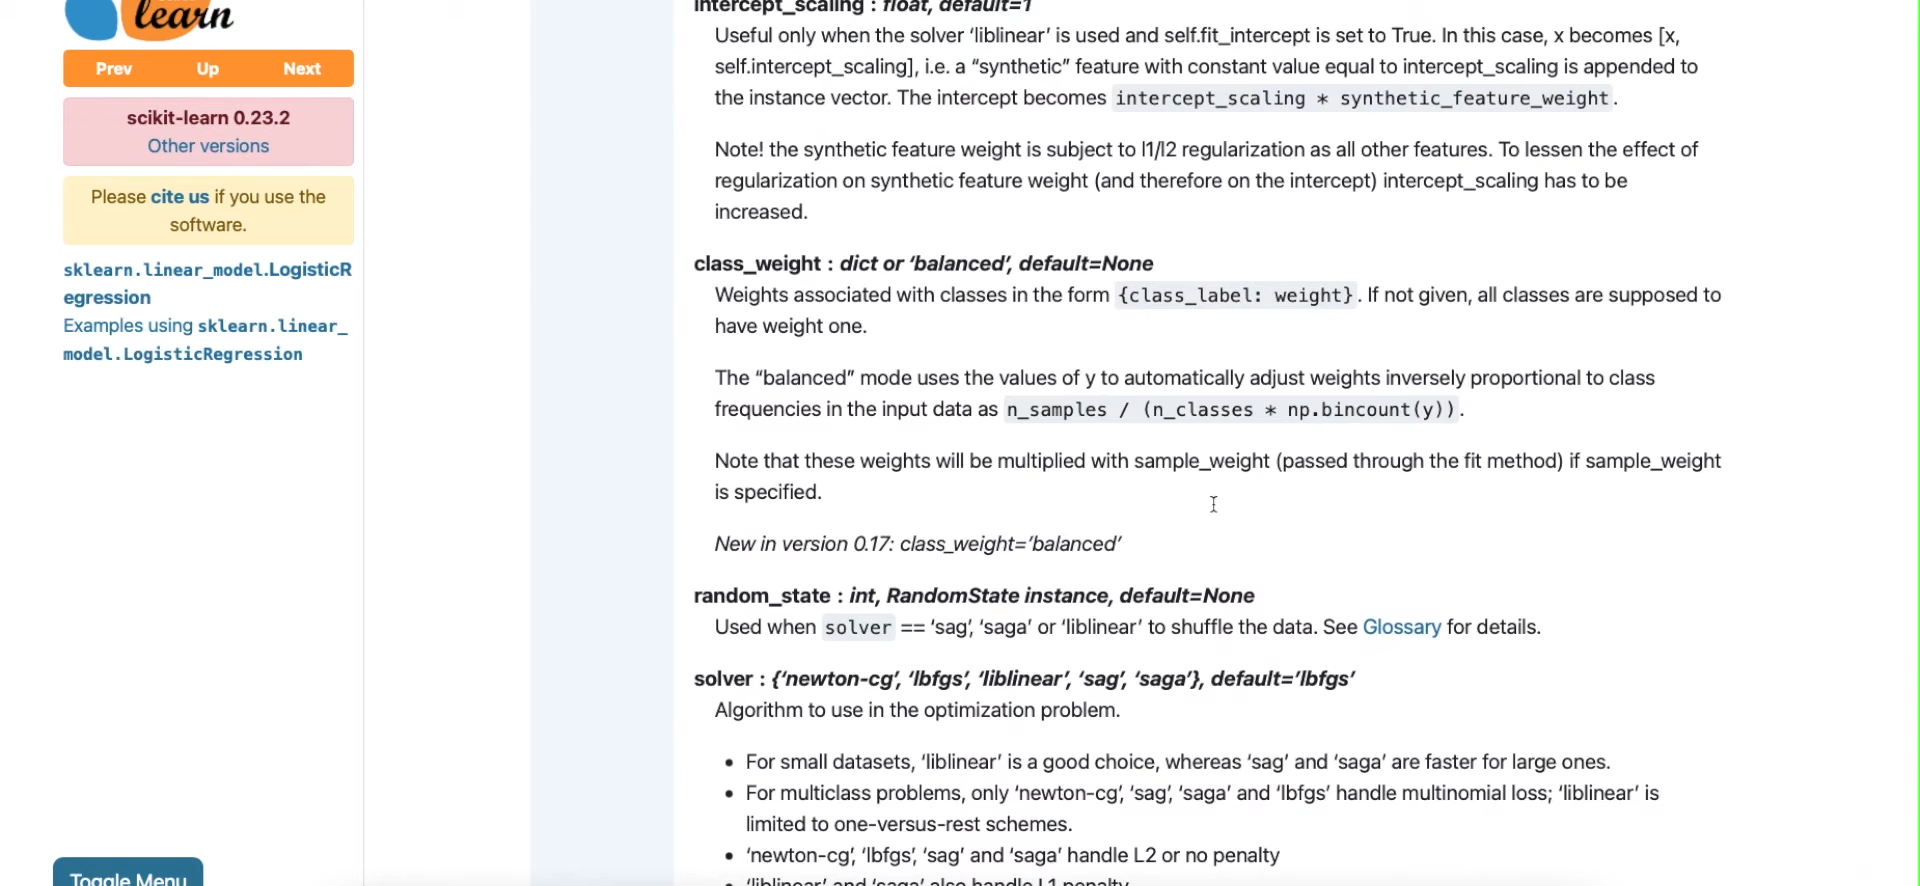 learn
Prev Up Next
scikit-learn 0.23.2
Other versions
Please cite us if you use the
software.
sklearn.linear_model.LogisticR
egression
Examples using sklearn.linear_
model.LogisticRegression
Toggle Menu
intercept_scaling : float, default=1
Useful only when the solver ‘liblinear’ is used and self.fit_intercept is set to True. In this case, x becomes [x,
self.intercept_scaling], i.e. a “synthetic” feature with constant value equal to intercept_scaling is appended to
the instance vector. The intercept becomes intercept_scaling * synthetic_feature_weight.
Note! the synthetic feature weight is subject to l1/l2 regularization as all other features. To lessen the effect of
regularization on synthetic feature weight (and therefore on the intercept) intercept_scaling has to be
increased.
class_weight : dict or ‘balanced’, default=None
Weights associated with classes in the form {class_label: weight}. If not given, all classes are supposed to
have weight one.
The “balanced” mode uses the values of y to automatically adjust weights inversely proportional to class
frequencies in the input data as n_samples / (n_classes * np.bincount(y)).
Note that these weights will be multiplied with sample_weight (passed through the fit method) if sample_weight
is specified.
New in version 0.17: class_weight=’balanced’
random_state : int, RandomState instance, default=None
Used when solver == ‘sag’, ‘saga’ or ‘liblinear’ to shuffle the data. See Glossary for details.
solver : {‘newton-cg’, ‘lbfgs’, ‘liblinear’, ‘sag’, ‘saga’}, default=’lbfgs’
Algorithm to use in the optimization problem.
• For small datasets, ‘liblinear’ is a good choice, whereas ‘sag’ and ‘saga’ are faster for large ones.
• For multiclass problems, only ‘newton-cg’, ‘sag’, ‘saga’ and ‘lbfgs’ handle multinomial loss; ‘liblinear’ is
limited to one-versus-rest schemes.
• ‘newton-cg’, ‘lbfgs’, ‘sag’ and ‘saga’ handle L2 or no penalty
• ‘liblinear’ and ‘saga’ also handle L1 penalty